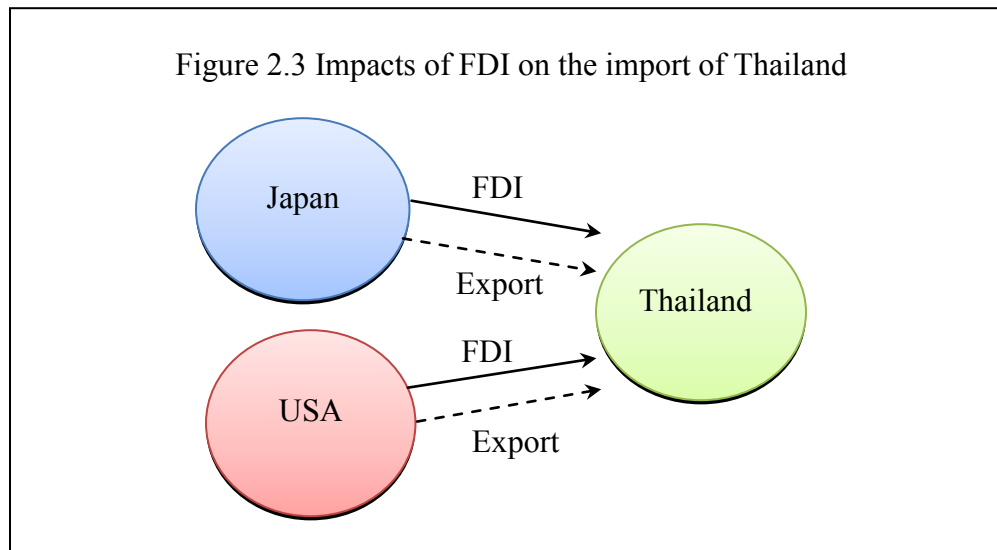 Figure 2.3 Impacts of FDI on the import of Thailand
Japan
FDI
Export
Thailand
FDI
USA
Export